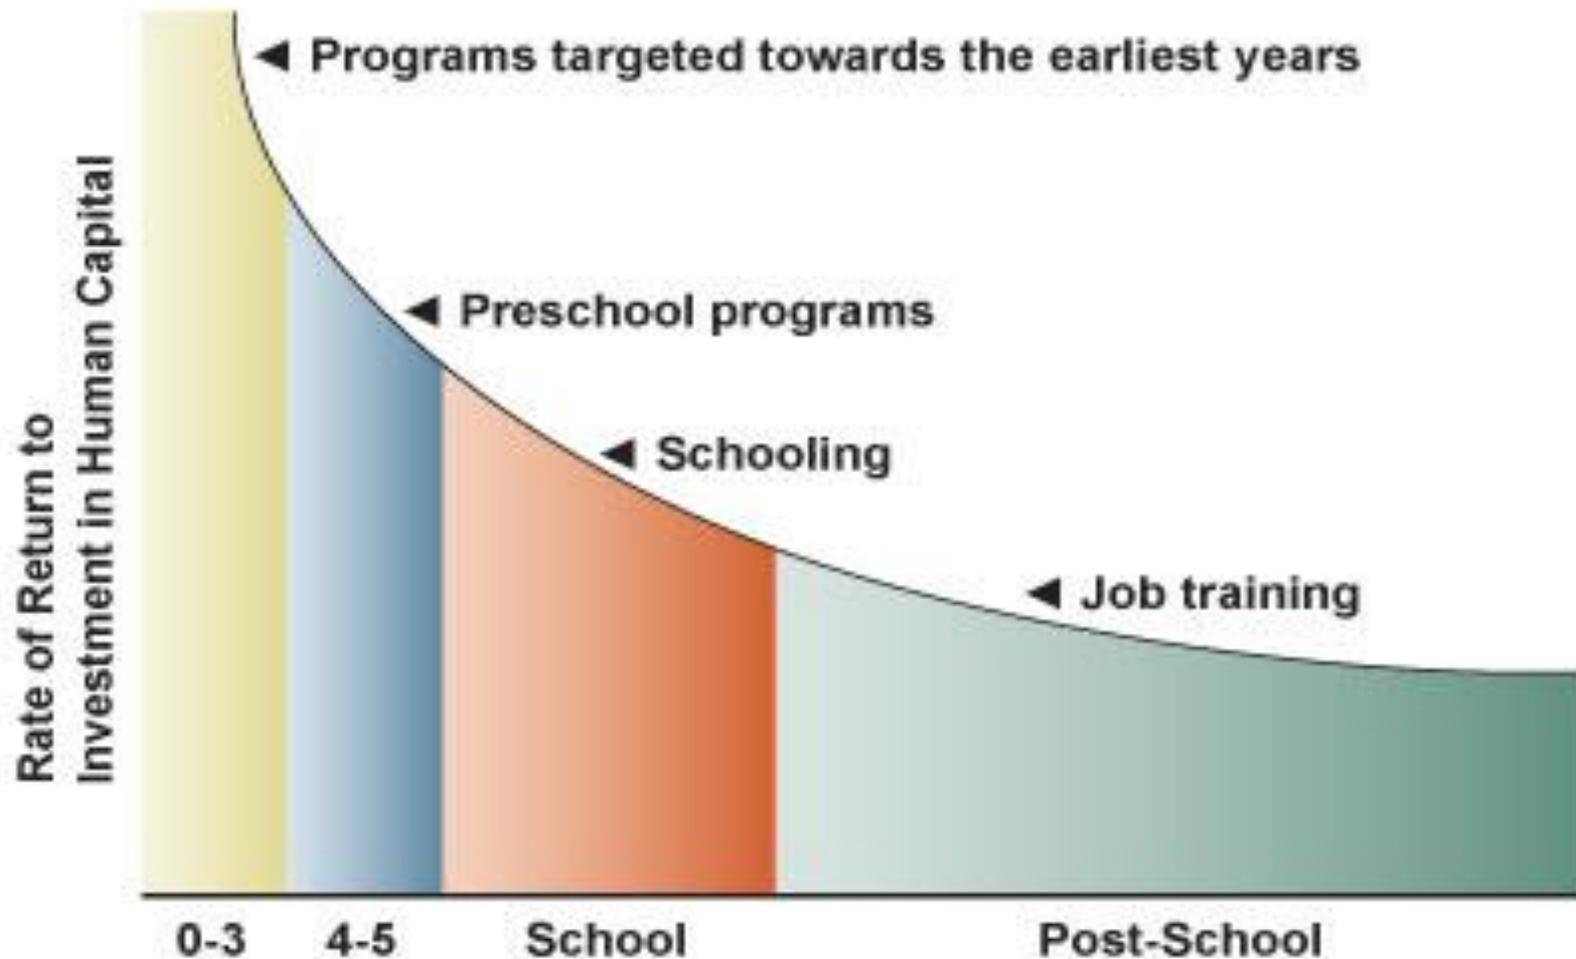 Programs targeted towards the earliest years
Preschool programs
Schooling
Job training
Rate of Return to
Investment in Human Capital
0-3
4-5
School
Post-School